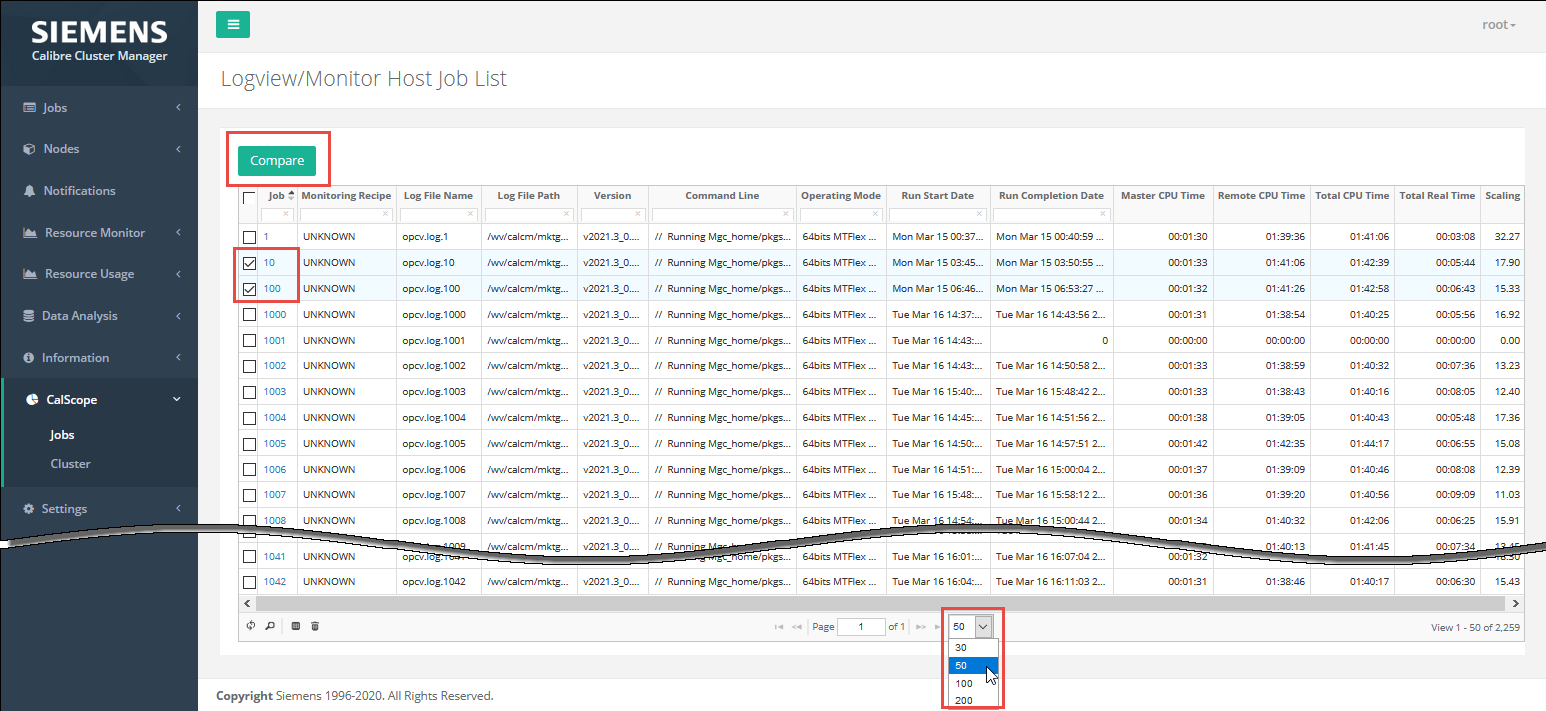 SIEMENS
Calibre Cluster Manager
root
Jobs
Nodes
Notifications
Resource Monitor
Resource Usage
Data Analysis
Information
CalScope
Jobs
Cluster
Settings
Logview/Monitor Host Job List
Compare
Job Monitoring Recipe Log File Name Log File Path Version Command Line Operating Mode Run Start Date Run Completion Date Master CPU Time Remote CPU Time Total CPU Time Total Real Time Scaling
1 UNKNOWN opcv.log.1 /wv/calcm/mktg... v2021.3_0.... // Running Mgc_home/pkgs... 64bits MTFlex ... Mon Mar 15 00:37... Mon Mar 15 00:40:59 ... 00:01:30 01:39:36 01:41:06 00:03:08 32.27
10 UNKNOWN opcv.log.10 /wv/calcm/mktg... v2021.3_0.... // Running Mgc_home/pkgs... 64bits MTFlex ... Mon Mar 15 03:45... Mon Mar 15 03:50:55 ... 00:01:33 01:41:06 01:42:39 00:05:44 17.90
100 UNKNOWN opcv.log.100 /wv/calcm/mktg... v2021.3_0.... // Running Mgc_home/pkgs... 64bits MTFlex ... Mon Mar 15 06:46... Mon Mar 15 06:53:27 ... 00:01:32 01:41:26 01:42:58 00:06:43 15.33
1000 UNKNOWN opcv.log.1000 /wv/calcm/mktg... v2021.3_0.... // Running Mgc_home/pkgs... 64bits MTFlex ... Tue Mar 16 14:37:... Tue Mar 16 14:43:56 2... 00:01:31 01:38:54 01:40:25 00:05:56 16.92
1001 UNKNOWN opcv.log.1001 /wv/calcm/mktg... v2021.3_0.... // Running Mgc_home/pkgs... 64bits MTFlex ... Tue Mar 16 14:43:... 0 00:00:00 00:00:00 00:00:00 00:00:00 0.00
1002 UNKNOWN opcv.log.1002 /wv/calcm/mktg... v2021.3_0.... // Running Mgc_home/pkgs... 64bits MTFlex ... Tue Mar 16 14:43:... Tue Mar 16 14:50:58 2... 00:01:33 01:38:59 01:40:32 00:07:36 13.23
1003 UNKNOWN opcv.log.1003 /wv/calcm/mktg... v2021.3_0.... // Running Mgc_home/pkgs... 64bits MTFlex ... Tue Mar 16 15:40:... Tue Mar 16 15:48:42 2... 00:01:33 01:38:43 01:40:16 00:08:05 12.40
1004 UNKNOWN opcv.log.1004 /wv/calcm/mktg... v2021.3_0.... // Running Mgc_home/pkgs... 64bits MTFlex ... Tue Mar 16 14:45:... Tue Mar 16 14:51:56 2... 00:01:38 01:39:05 01:40:43 00:05:48 17.36
1005 UNKNOWN opcv.log.1005 /wv/calcm/mktg... v2021.3_0.... // Running Mgc_home/pkgs... 64bits MTFlex ... Tue Mar 16 14:50:... Tue Mar 16 14:57:51 2... 00:01:42 01:42:35 01:44:17 00:06:55 15.08
1006 UNKNOWN opcv.log.1006 /wv/calcm/mktg... v2021.3_0.... // Running Mgc_home/pkgs... 64bits MTFlex ... Tue Mar 16 14:51:... Tue Mar 16 15:00:04 2... 00:01:37 01:39:09 01:40:46 00:08:08 12.39
1007 UNKNOWN opcv.log.1007 /wv/calcm/mktg... v2021.3_0.... // Running Mgc_home/pkgs... 64bits MTFlex ... Tue Mar 16 15:48:... Tue Mar 16 15:58:12 2... 00:01:36 01:39:20 01:40:56 00:09:09 11.03
1008 UNKNOWN opcv.log.1008 /wv/calcm/mktg... v2021.3_0.... // Running Mgc_home/pkgs... 64bits MTFlex ... Tue Mar 16 14:54:... Tue Mar 16 15:00:44 2... 00:01:34 01:40:32 01:42:06 00:06:25 15.91
opcv.log.1009 01:40:13 01:41:45 00:07:34
1041 UNKNOWN opcv.log.1041 /wv/calcm/mktg... v2021.3_0.... // Running Mgc_home/pkgs... 64bits MTFlex ... Tue Mar 16 16:01:... Tue Mar 16 16:07:04 2... 00:01:32
1042 UNKNOWN opcv.log.1042 /wv/calcm/mktg... v2021.3_0.... // Running Mgc_home/pkgs... 64bits MTFlex ... Tue Mar 16 16:04:... Tue Mar 16 16:11:03 2... 00:01:31 01:38:46 01:40:17 00:06:30 15.43
Page 1 of 1 50 View 1 - 50 of 2,259
30
50
100
200
Copyright Siemens 1996-2020. All Rights Reserved.